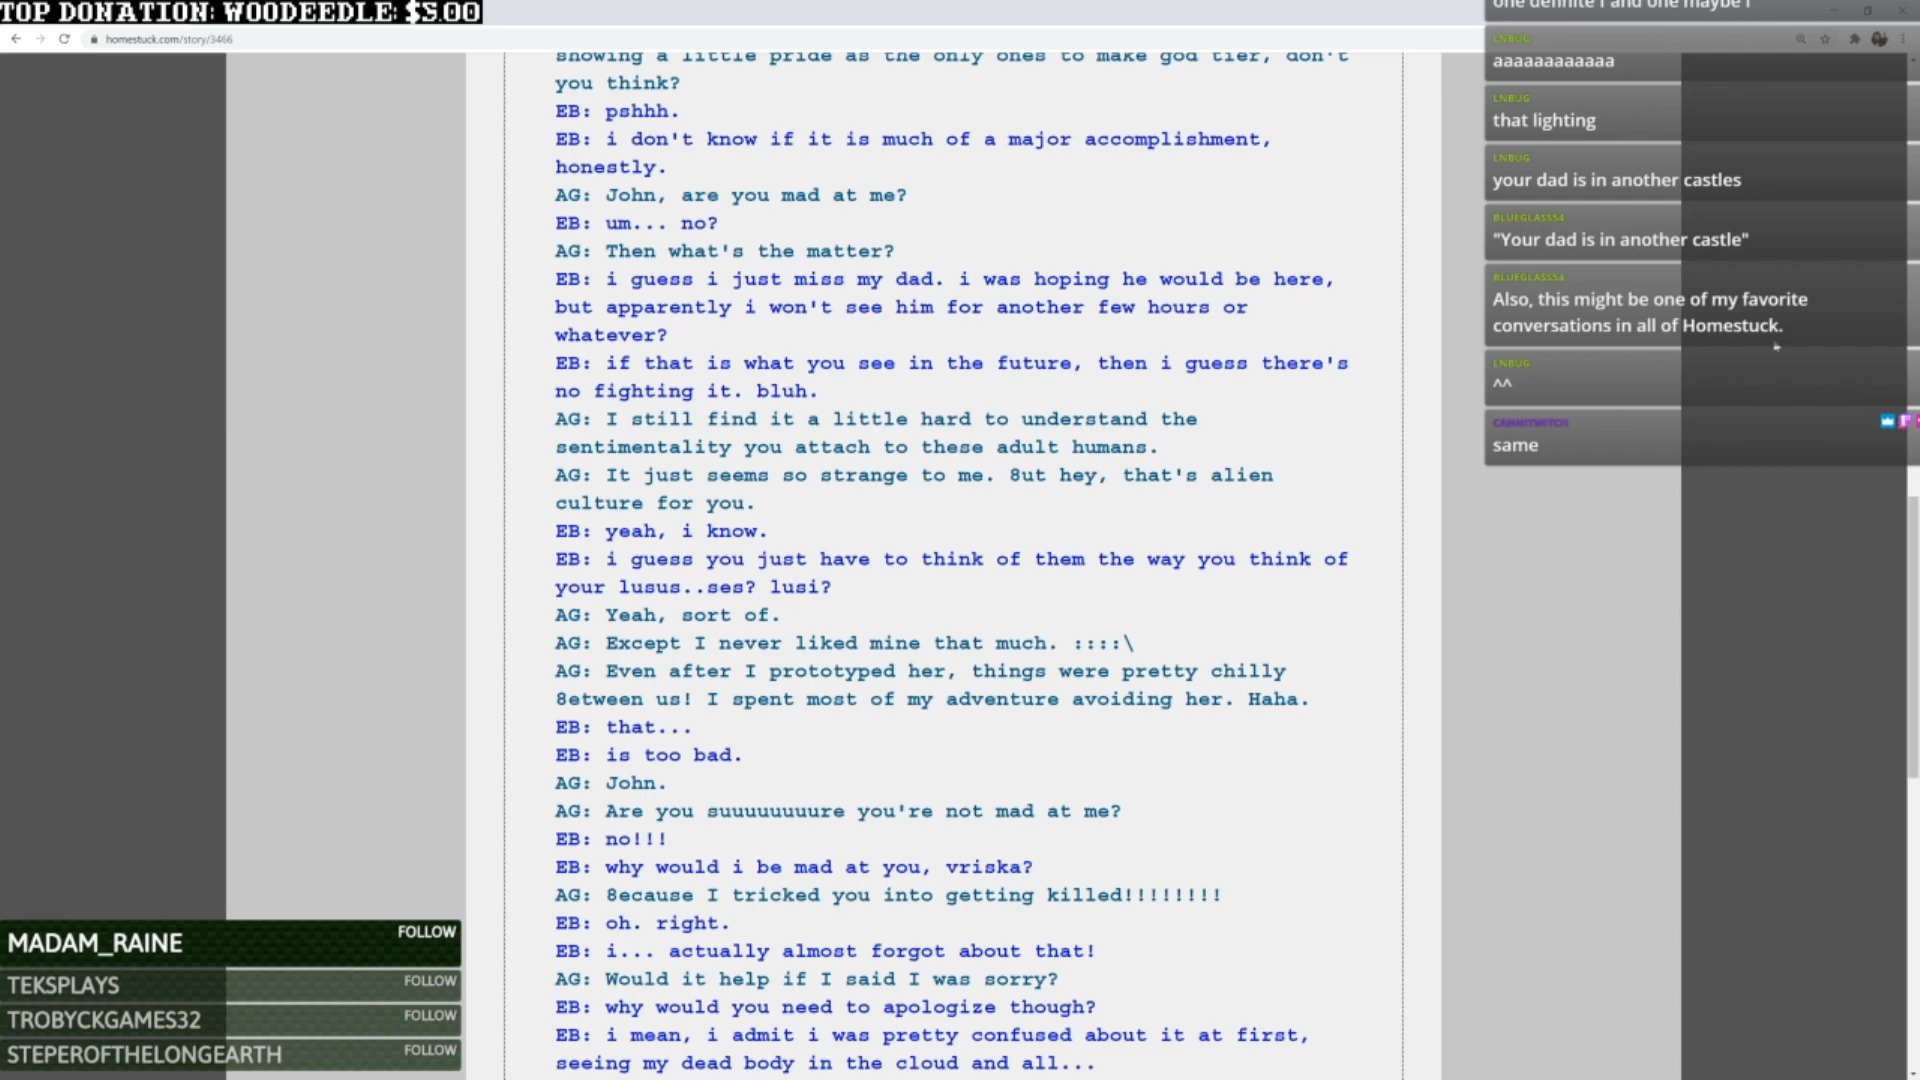 TOP DONATION: WOODEEDLE: $5.00
homestuck.com/story/3466
showing a little pride as the only ones to make god tier, don't
you think?
EB: pshhh.
EB: i don't know if it is much of a major accomplishment,
honestly.
AG: John, are you mad at me?
EB: um... no?
AG: Then what's the matter?
EB: i guess i just miss my dad. i was hoping he would be here,
but apparently i won't see him for another few hours or
whatever?
EB: if that is what you see in the future, then i guess there's
no fighting it. bluh.
AG: I still find it a little hard to understand the
sentimentality you attach to these adult humans.
AG: It just seems so strange to me. 8ut hey, that's alien
culture for you.
EB: yeah, i know.
EB: i guess you just have to think of them the way you think of
your lusus..ses? lusi?
AG: Yeah, sort of.
AG: Except I never liked mine that much. ::::\
AG: Even after I prototyped her, things were pretty chilly
8etween us! I spent most of my adventure avoiding her. Haha.
EB: that...
EB: is too bad.
AG: John.
AG: Are you suuuuuuuure you're not mad at me?
EB: no!!!
EB: why would i be mad at you, vriska?
AG: 8ecause I tricked you into getting killed!!!!!!!!
EB: oh. right.
EB: i... actually almost forgot about that!
AG: Would it help if I said I was sorry?
EB: why would you need to apologize though?
EB: i mean, i admit i was pretty confused about it at first,
seeing my dead body in the cloud and all...
one definite f and one maybe f
LNBUG
aaaaaaaaaaaa
LNBUG
that lighting
LNBUG
your dad is in another castles
BLUEGLASS54
"Your dad is in another castle"
BLUEGLASS54
Also, this might be one of my favorite
conversations in all of Homestuck.
LNBUG
^^
CAHNITWITCH
same
MADAM_RAINE FOLLOW
TEKSPLAYS FOLLOW
TROBYCKGAMES32 FOLLOW
STEPEROFTHELONGEARTH FOLLOW